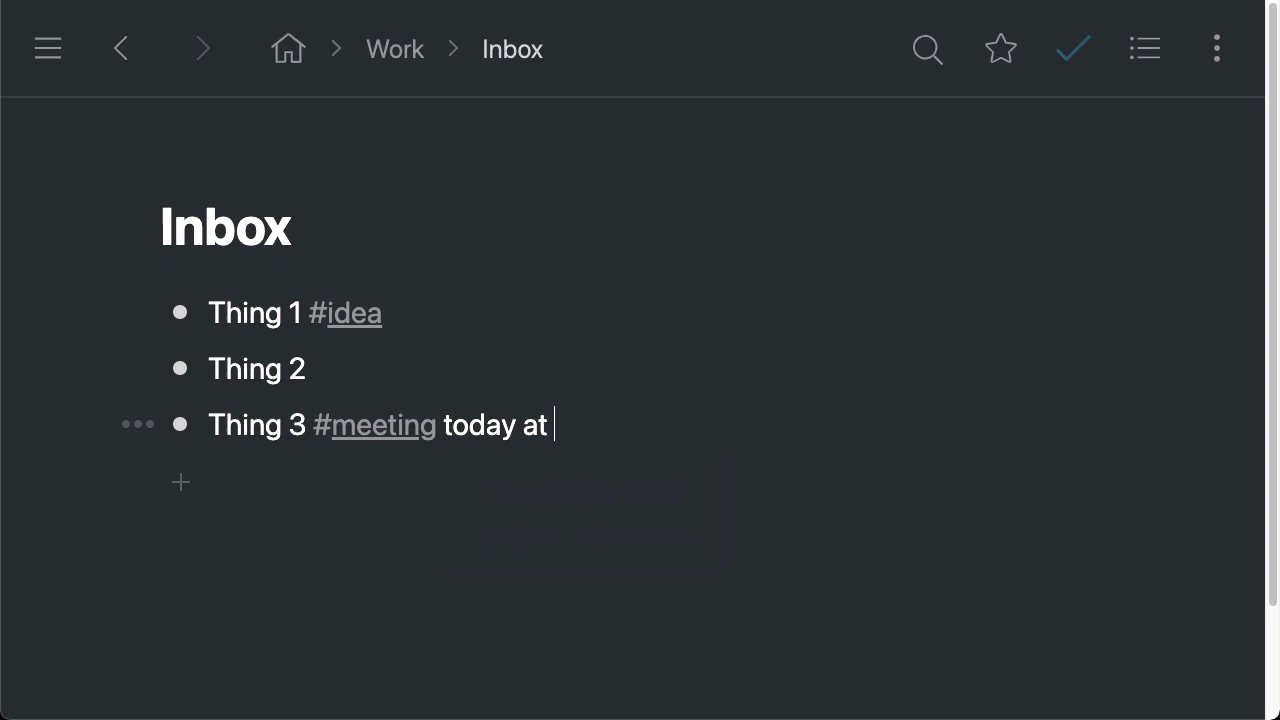 Work Inbox
Inbox
Thing 1 #idea
Thing 2
Thing 3 #meeting today at